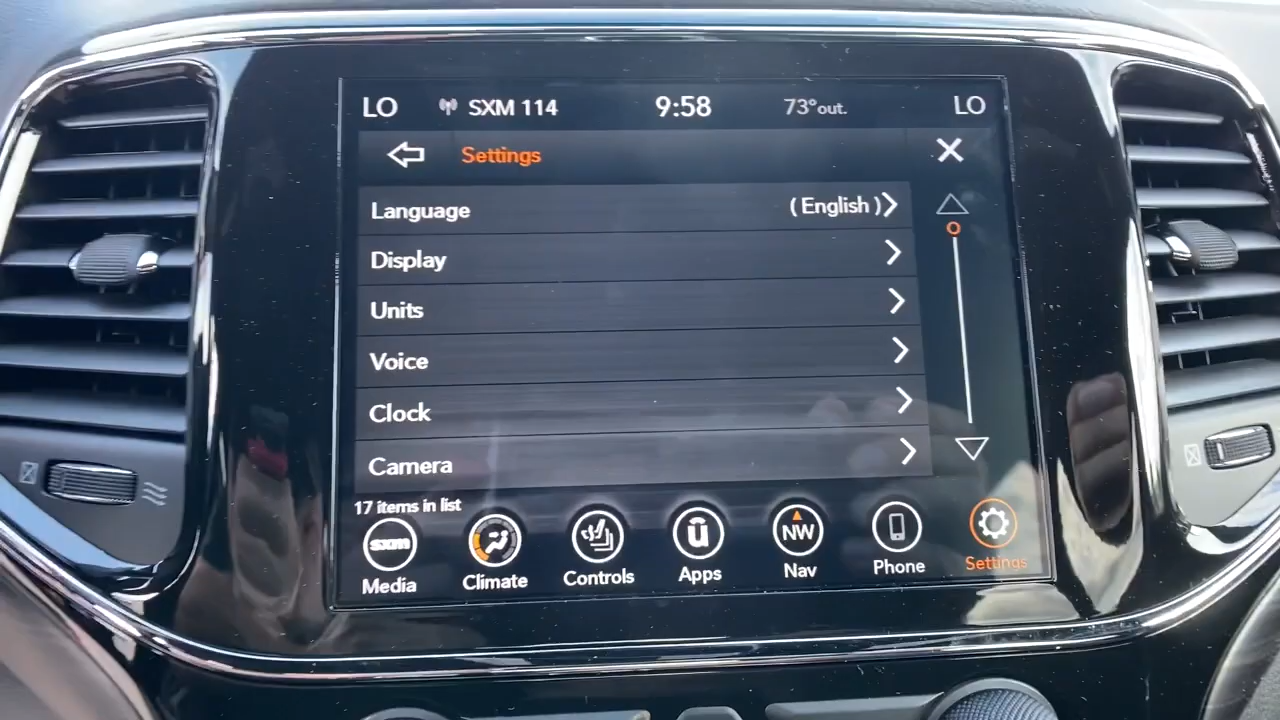 LO SXM 114 9:58 73°out. LO
Settings
Language (English)
Display
Units
Voice
Clock
Camera
17 items in list
sxm ū NW
Media Climate Controls Apps Nav Phone Settings